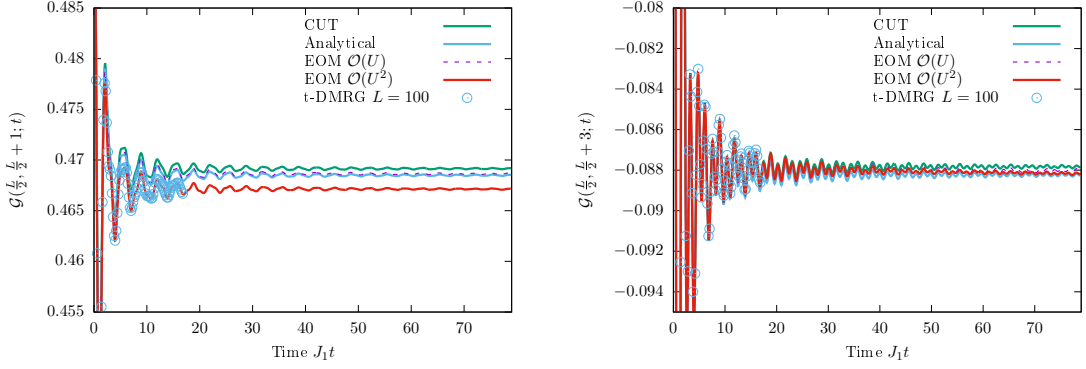 0.485
0.48
0.475
0.47
0.465
0.46
0.455
0 10 20 30 40 50 60 70
Time J₁t
𝒢(L/2, L/2 + 1; t)
CUT
Analytical
EOM 𝒪(U)
EOM 𝒪(U²)
t-DMRG L = 100
−0.08
−0.082
−0.084
−0.086
−0.088
−0.09
−0.092
−0.094
0 10 20 30 40 50 60 70
Time J₁t
𝒢(L/2, L/2 + 3; t)
CUT
Analytical
EOM 𝒪(U)
EOM 𝒪(U²)
t-DMRG L = 100